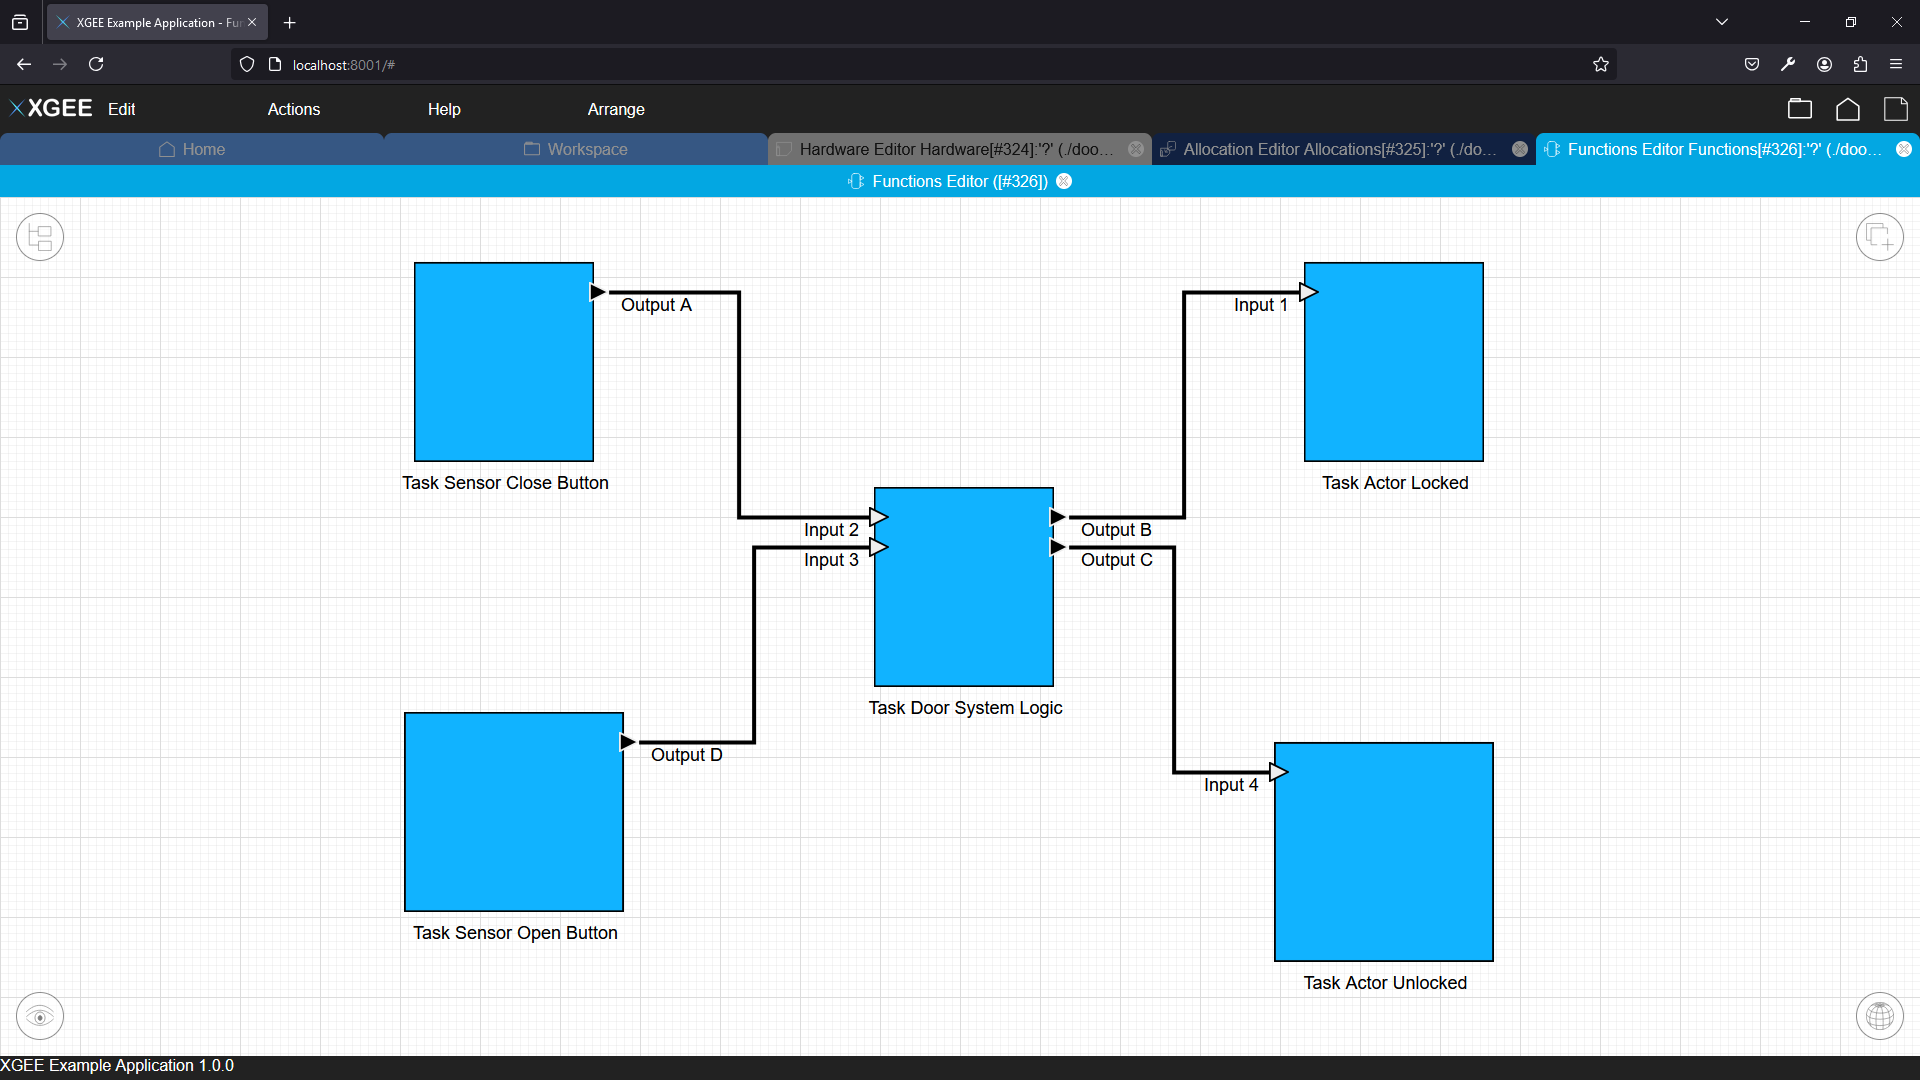 XGEE Example Application - Fu
localhost:8001/#
XGEE Edit Actions Help Arrange
Home
Workspace
Hardware Editor Hardware[#324]:'?' (./doo...
Allocation Editor Allocations[#325]:'?' (./do...
Functions Editor Functions[#326]:'?' (./doo...
Functions Editor ([#326])
Output A
Input 1
Task Sensor Close Button
Task Actor Locked
Input 2
Output B
Input 3
Output C
Task Door System Logic
Output D
Input 4
Task Sensor Open Button
Task Actor Unlocked
XGEE Example Application 1.0.0